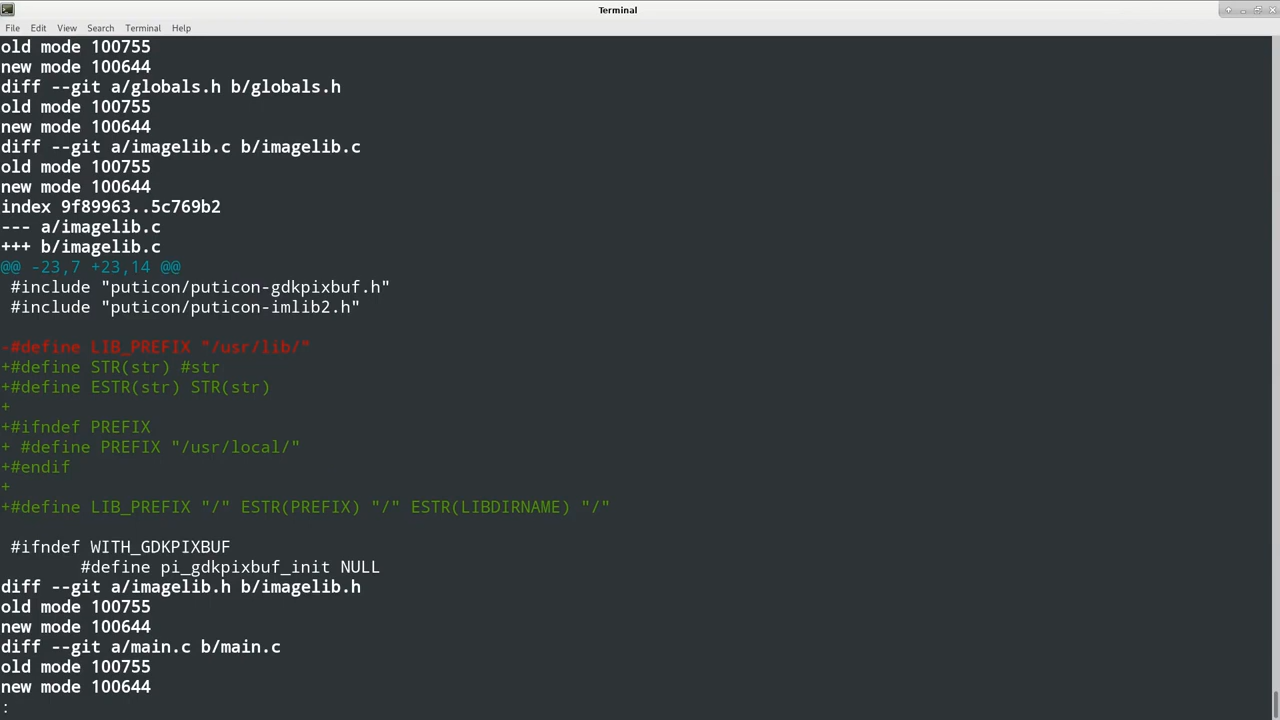 Terminal
File Edit View Search Terminal Help
old mode 100755
new mode 100644
diff --git a/globals.h b/globals.h
old mode 100755
new mode 100644
diff --git a/imagelib.c b/imagelib.c
old mode 100755
new mode 100644
index 9f89963..5c769b2
--- a/imagelib.c
+++ b/imagelib.c
@@ -23,7 +23,14 @@
 #include "puticon/puticon-gdkpixbuf.h"
 #include "puticon/puticon-imlib2.h"
-#define LIB_PREFIX "/usr/lib/"
+#define STR(str) #str
+#define ESTR(str) STR(str)
+
+#ifndef PREFIX
+ #define PREFIX "/usr/local/"
+#endif
+
+#define LIB_PREFIX "/" ESTR(PREFIX) "/" ESTR(LIBDIRNAME) "/"
 #ifndef WITH_GDKPIXBUF
        #define pi_gdkpixbuf_init NULL
diff --git a/imagelib.h b/imagelib.h
old mode 100755
new mode 100644
diff --git a/main.c b/main.c
old mode 100755
new mode 100644
: